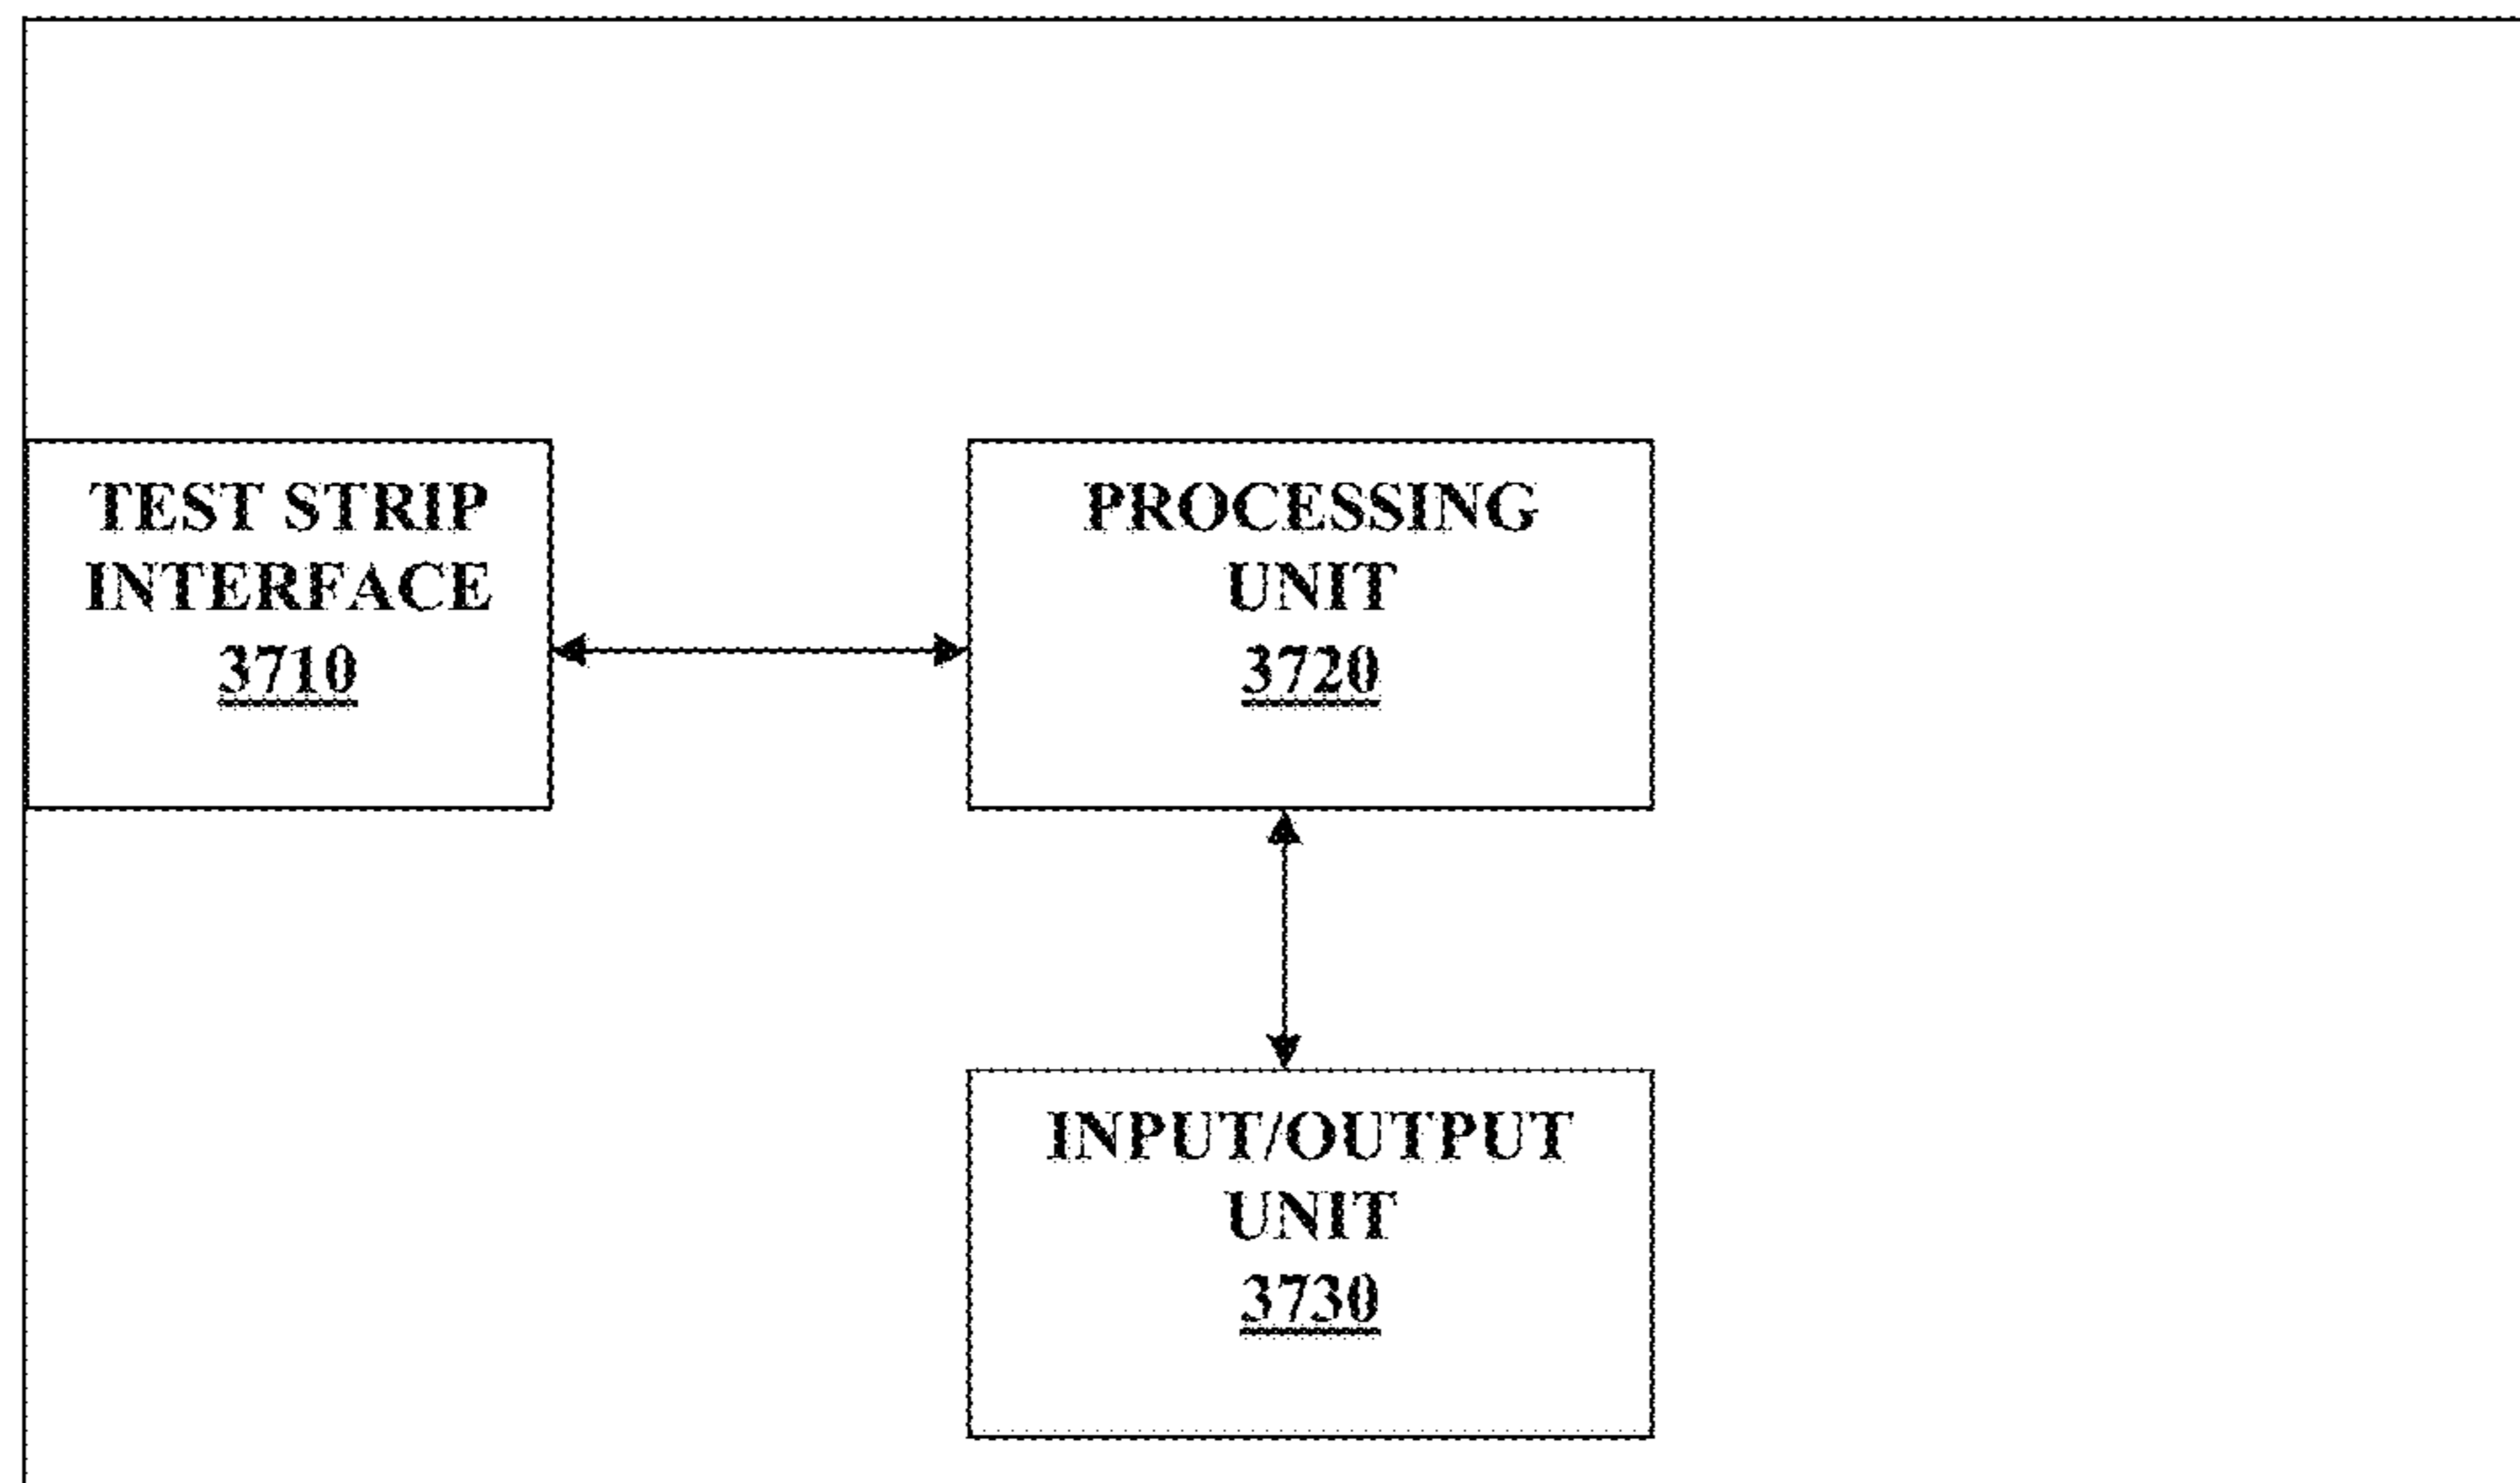 TEST STRIP
INTERFACE
3710
PROCESSING
UNIT
3720
INPUT/OUTPUT
UNIT
3730